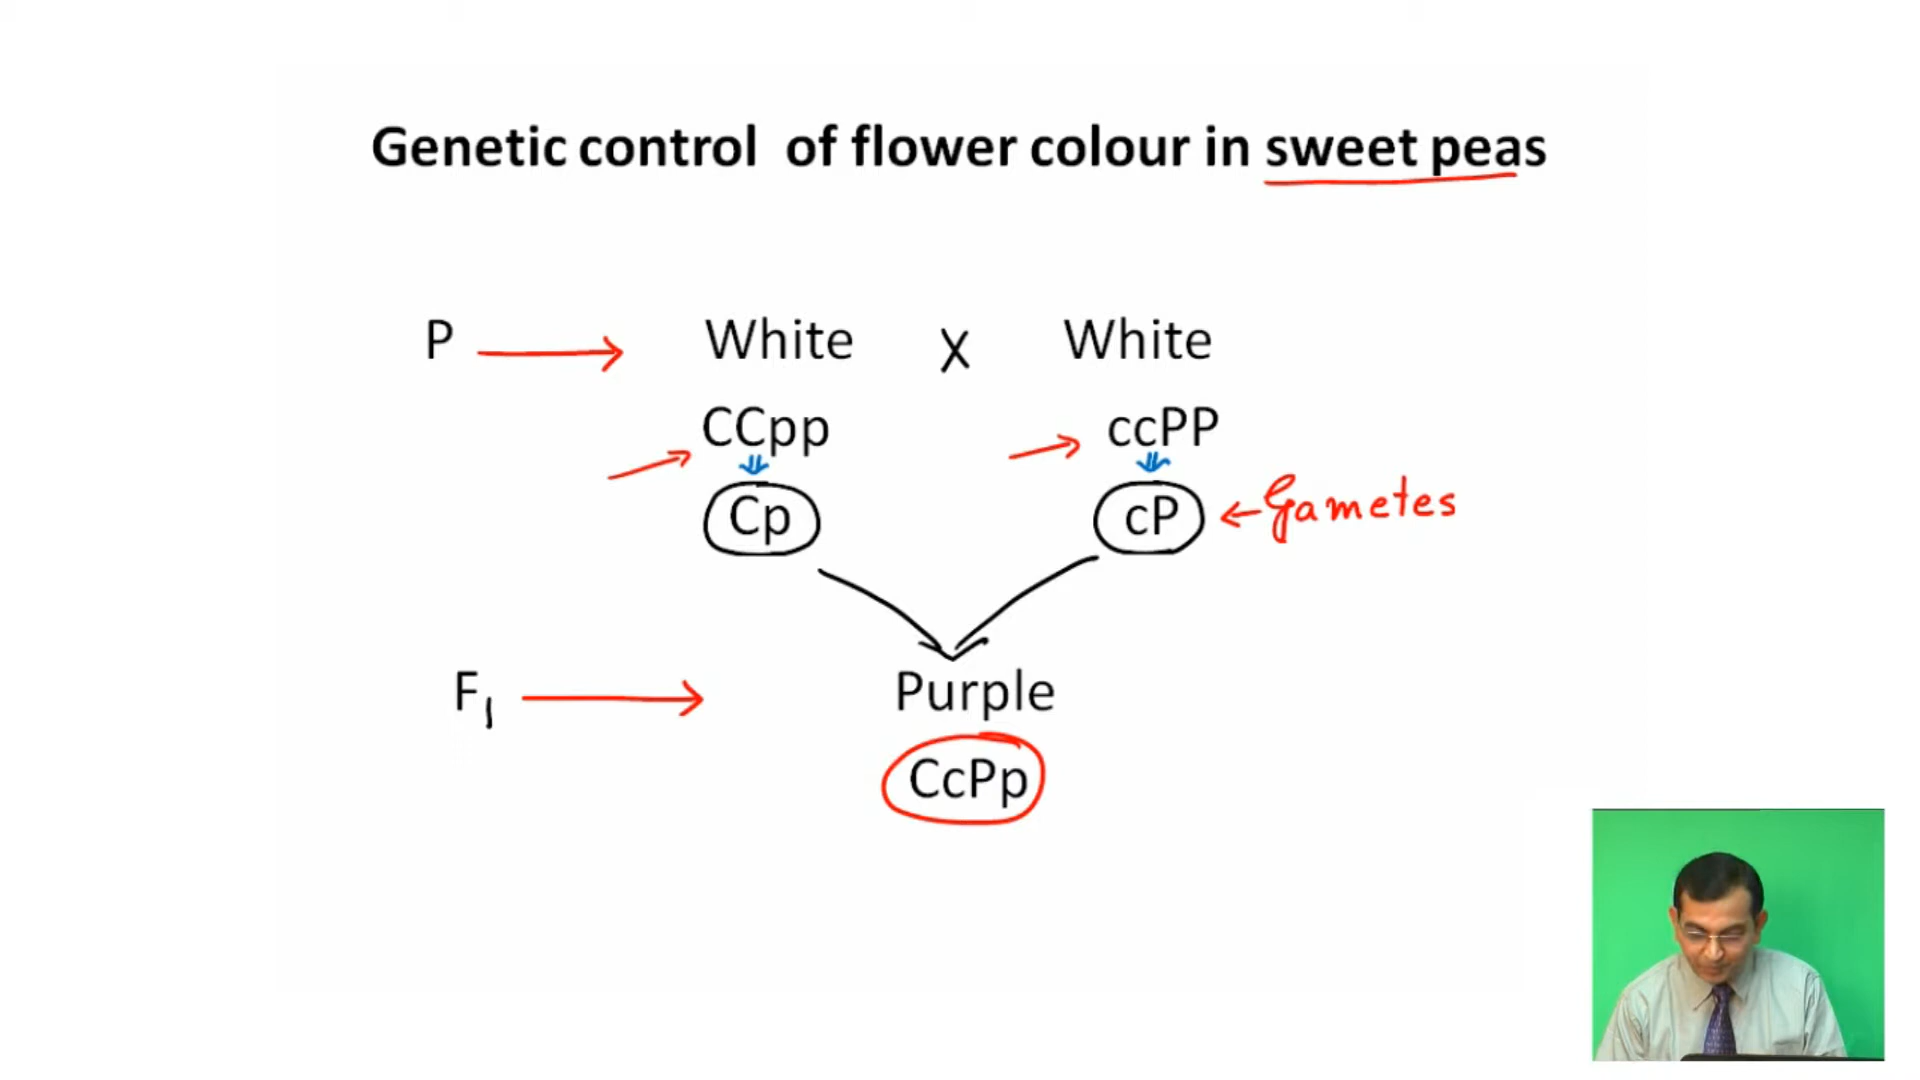 Genetic control of flower colour in sweet peas
P → White X White
CCpp ccPP
Cp cP ← Gametes
F1 → Purple
CcPp